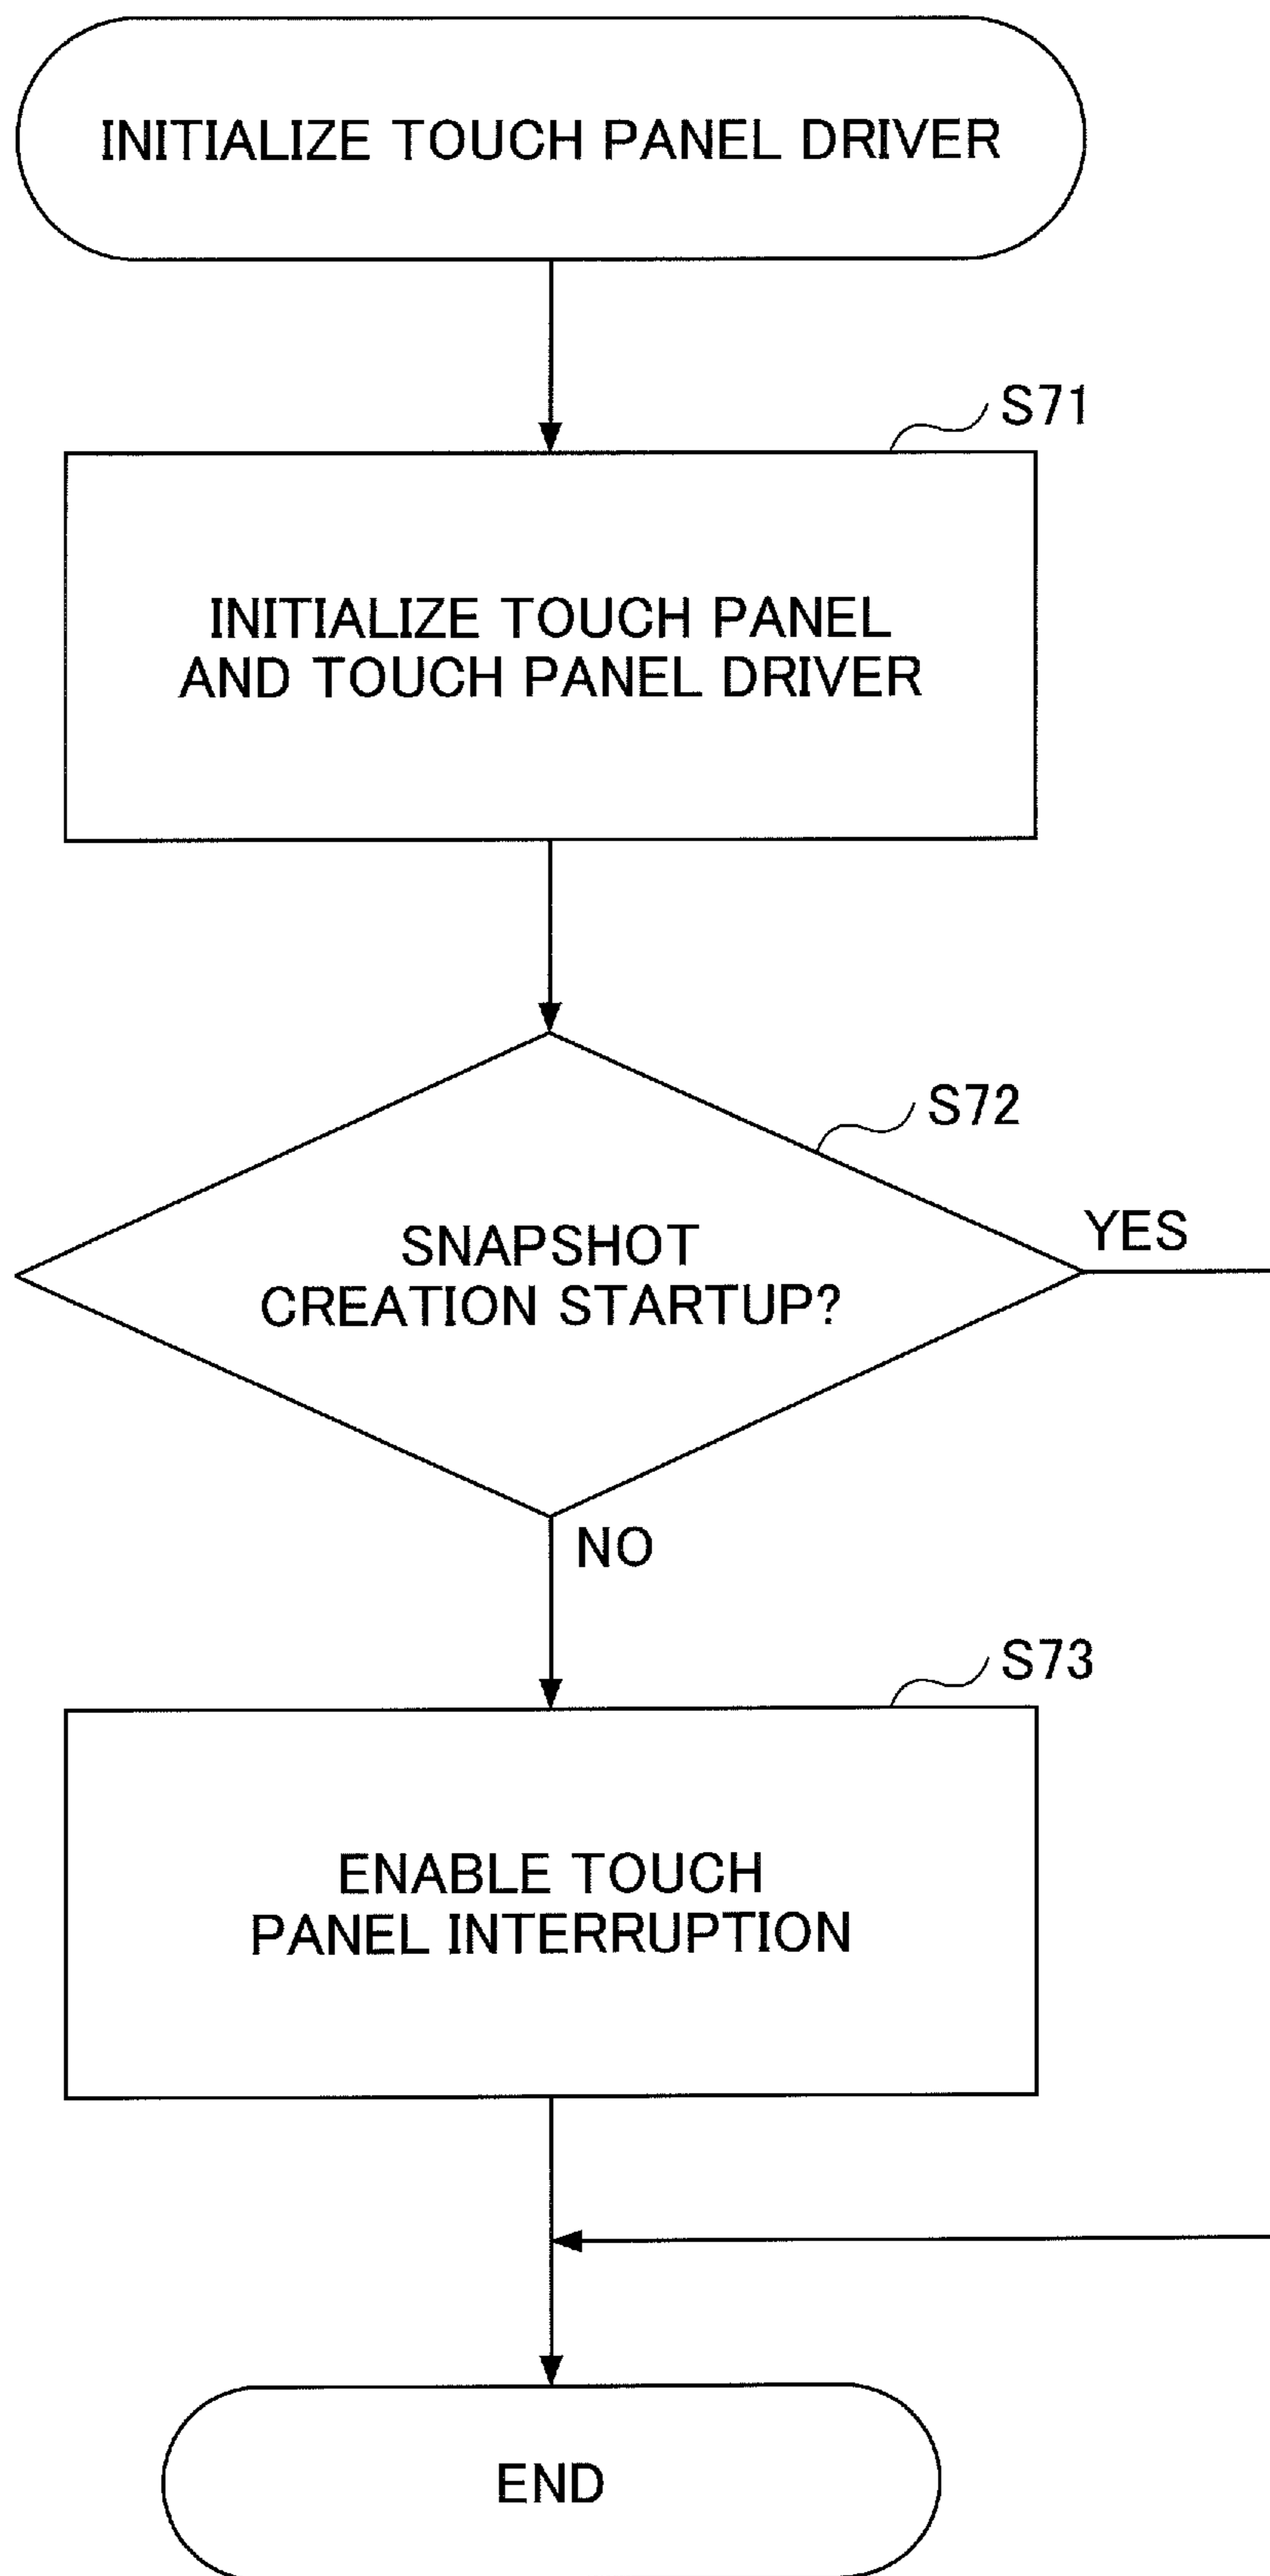 INITIALIZE TOUCH PANEL DRIVER
S71
INITIALIZE TOUCH PANEL
AND TOUCH PANEL DRIVER
S72
SNAPSHOT
CREATION STARTUP?
YES
NO
S73
ENABLE TOUCH
PANEL INTERRUPTION
END